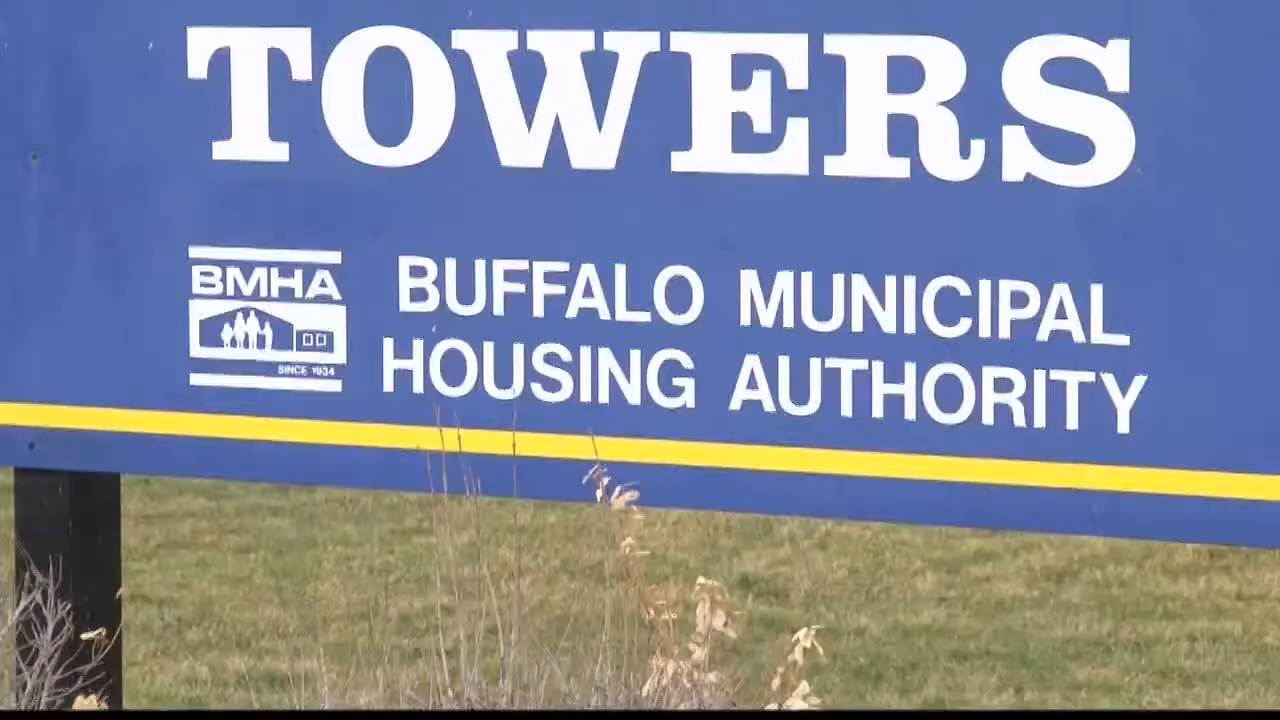 TOWERS
BMHA
SINCE 1934
BUFFALO MUNICIPAL
HOUSING AUTHORITY